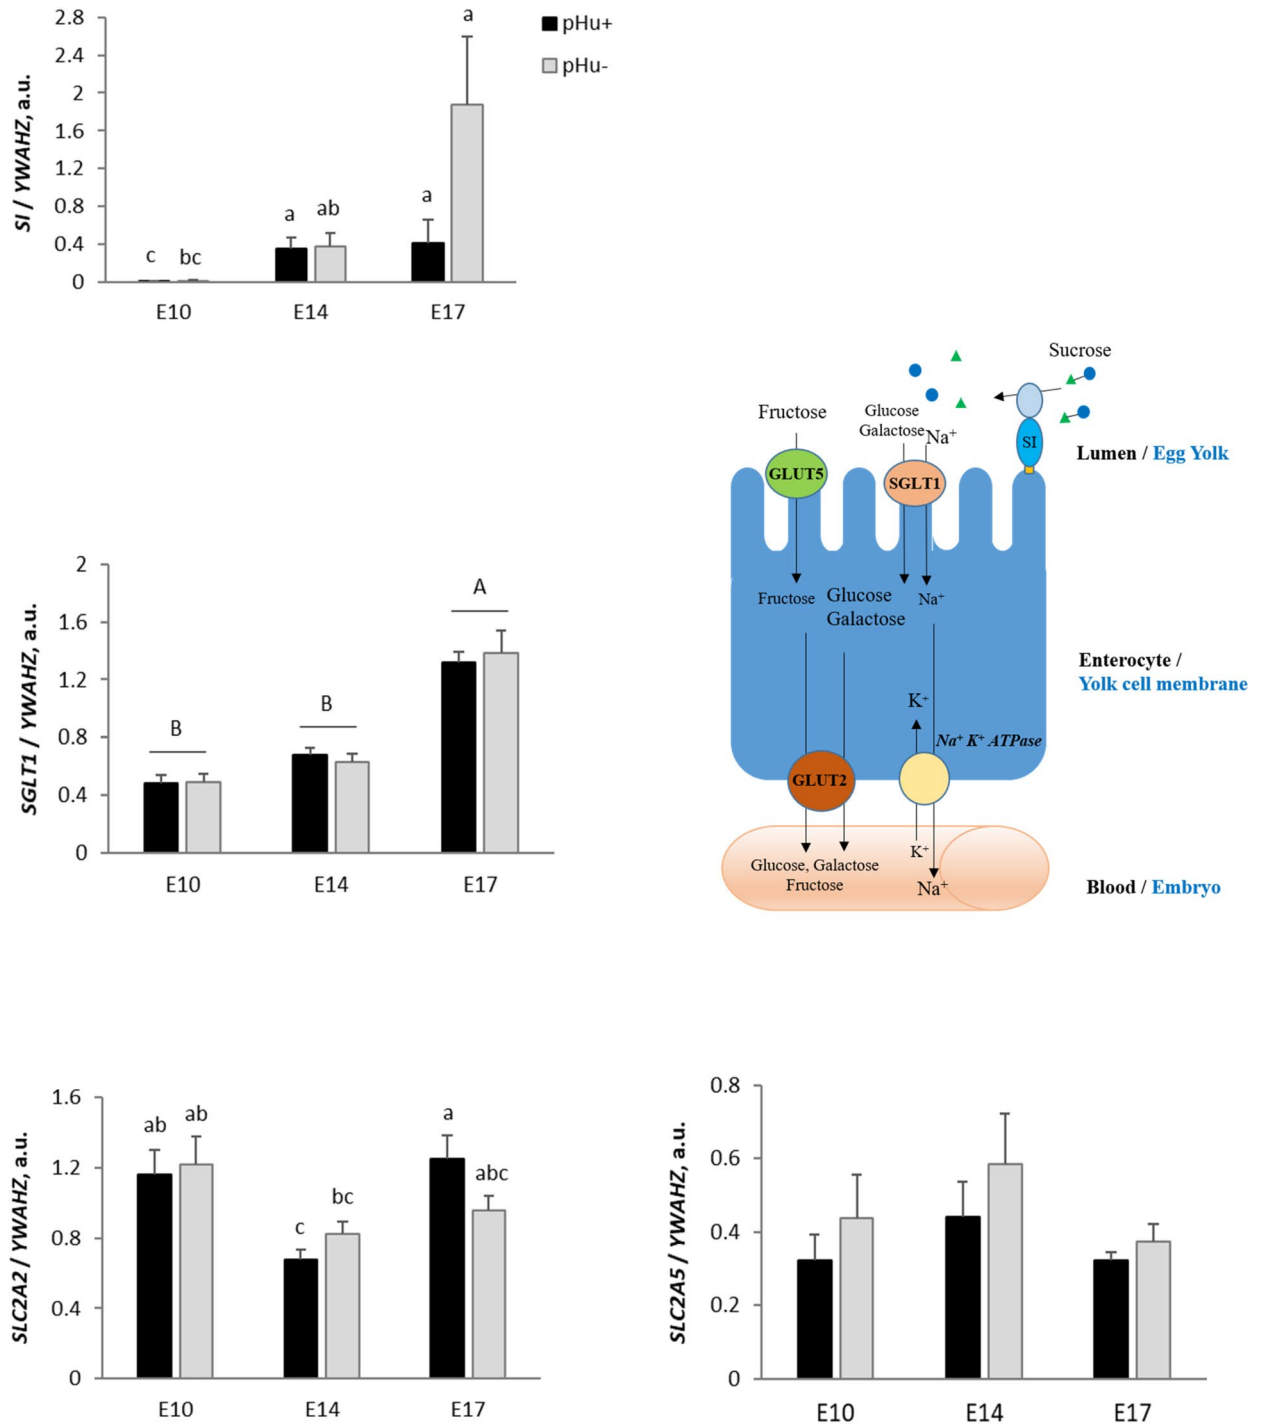 SI / YWAHZ, a.u.
2.8
2.4
2
1.6
1.2
0.8
0.4
0
c
bc
a
ab
a
a
E10
E14
E17
pHu+
pHu-
Sucrose
Fructose
Glucose
Galactose
Na+
SI
GLUT5
SGLT1
Lumen / Egg Yolk
Fructose
Glucose
Galactose
Na+
Enterocyte /
Yolk cell membrane
K+
Na+ K+ ATPase
GLUT2
K+
Glucose, Galactose
Fructose
Na+
Blood / Embryo
SGLT1 / YWAHZ, a.u.
2
1.6
1.2
0.8
0.4
0
B
B
A
E10
E14
E17
SLC2A2 / YWAHZ, a.u.
1.6
1.2
0.8
0.4
0
ab
ab
c
bc
a
abc
E10
E14
E17
SLC2A5 / YWAHZ, a.u.
0.8
0.6
0.4
0.2
0
E10
E14
E17